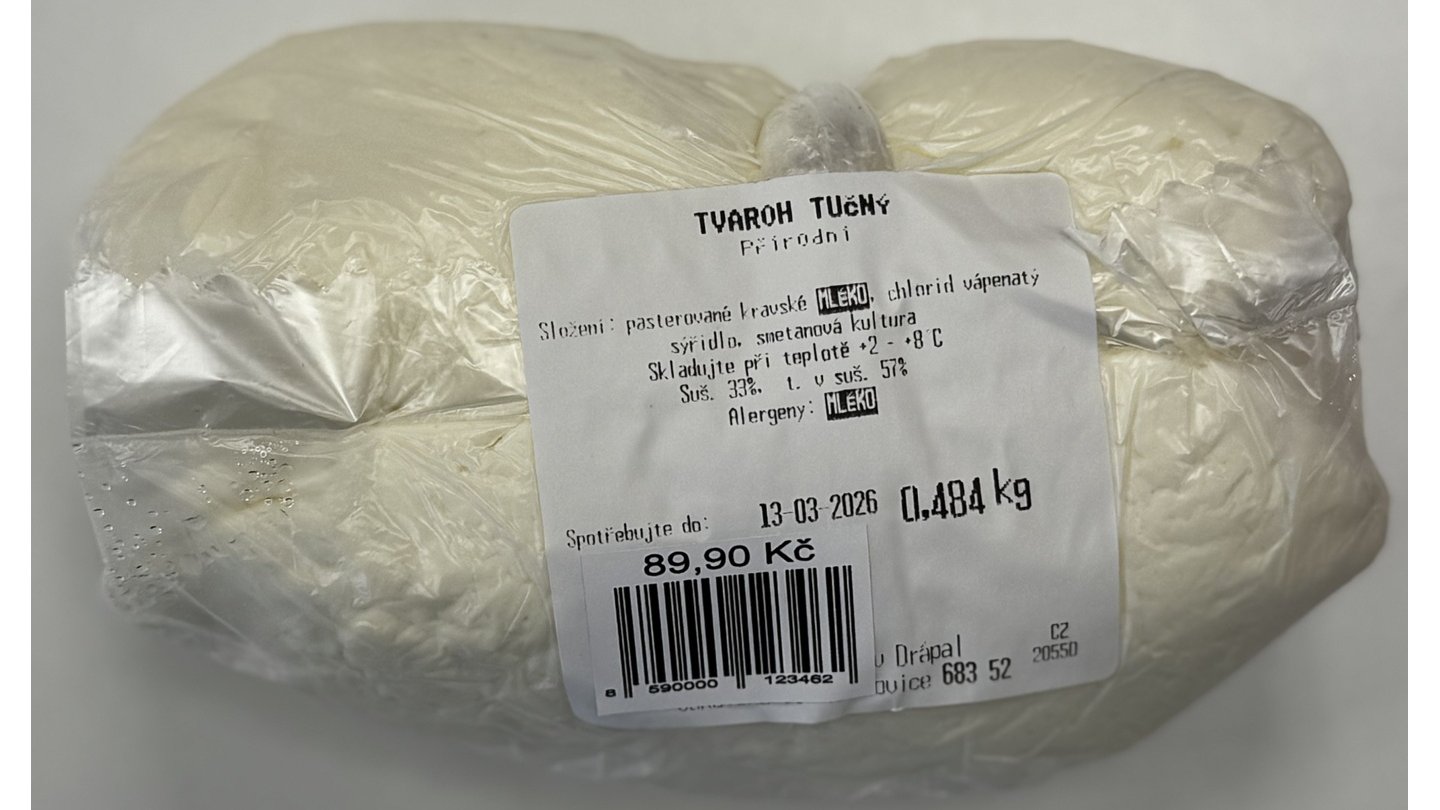 TVAROH TUčNý
Přírodní
Složení: pasterované kravské MLéKO, chlorid vápenatý
sýřidlo, smetanová kultura
Skladujte při teplotě +2 - +8°C
Suš. 33%, t. v suš. 57%
Alergeny: MLéKO
Spotřebujte do: 13-03-2026 0,484 kg
89,90 Kč
8 590000 123462
Drápal
CZ
683 52
20550